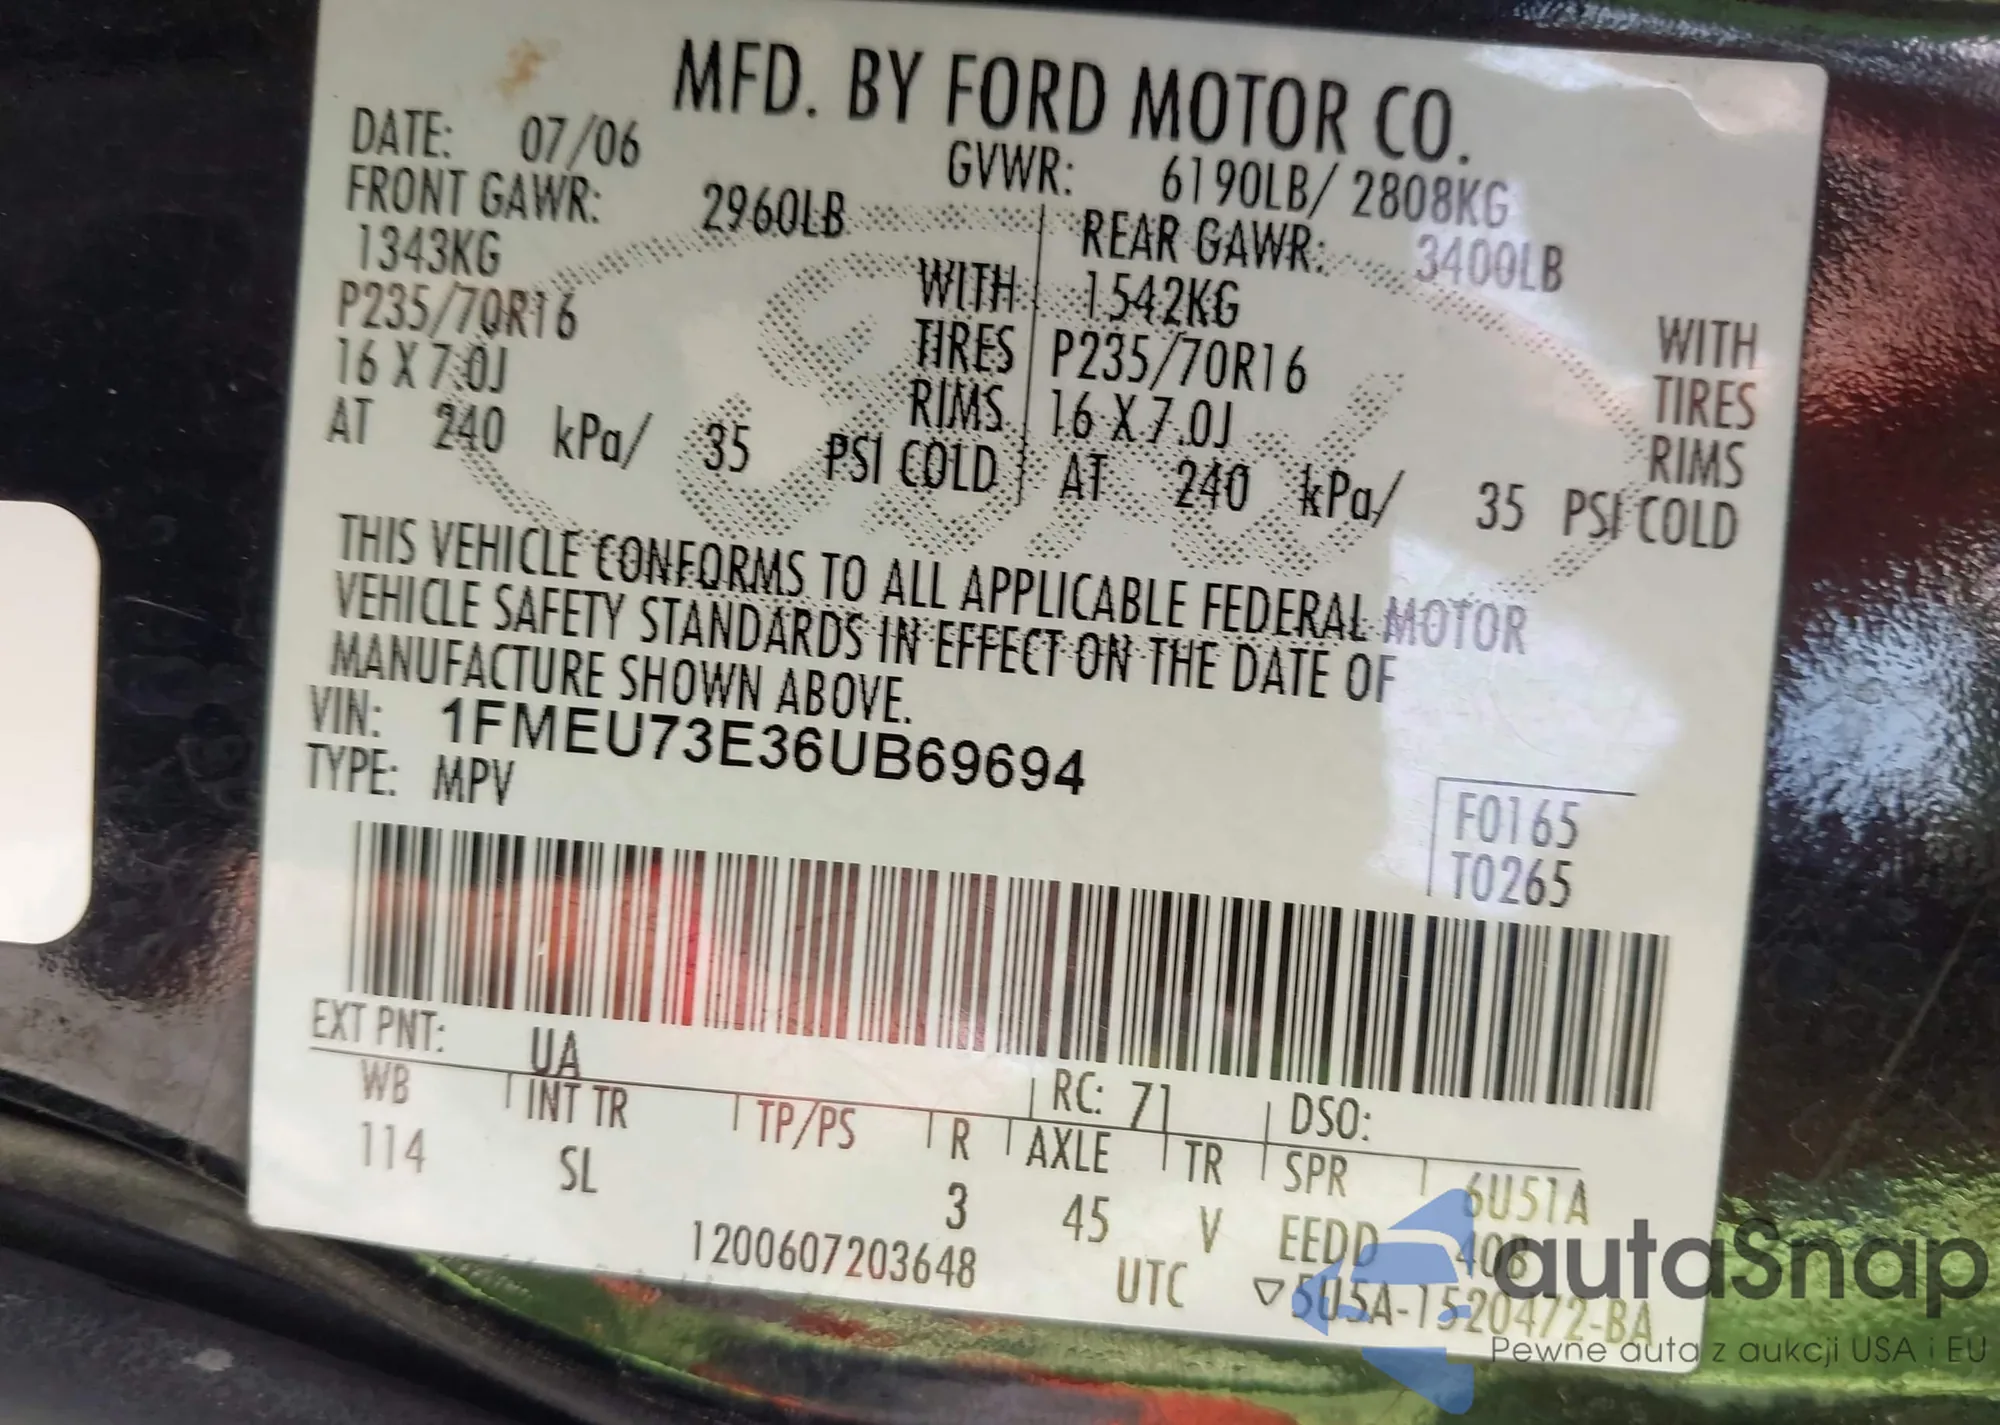 MFD. BY FORD MOTOR CO.
DATE: 07/06
GVWR: 6190LB/ 2808KG
FRONT GAWR: 2960LB
REAR GAWR: 3400LB
1343KG WITH
1542KG WITH
P235/70R16 TIRES
P235/70R16 TIRES
16 X 7.0J RIMS
16 X 7.0J RIMS
AT 240 kPa/ 35 PSI COLD
AT 240 kPa/ 35 PSI COLD
THIS VEHICLE CONFORMS TO ALL APPLICABLE FEDERAL MOTOR
VEHICLE SAFETY STANDARDS IN EFFECT ON THE DATE OF
MANUFACTURE SHOWN ABOVE.
VIN: 1FMEU73E36UB69694
TYPE: MPV
F0165
T0265
EXT PNT: UA RC: 71 DSO:
WB INT TR TP/PS R AXLE TR SPR 6U51A
114 SL 3 45 V EEDD 40B
1200607203648 UTC ▽5U5A-1520472-BA
autaSnap
Pewne auta z aukcji USA i EU